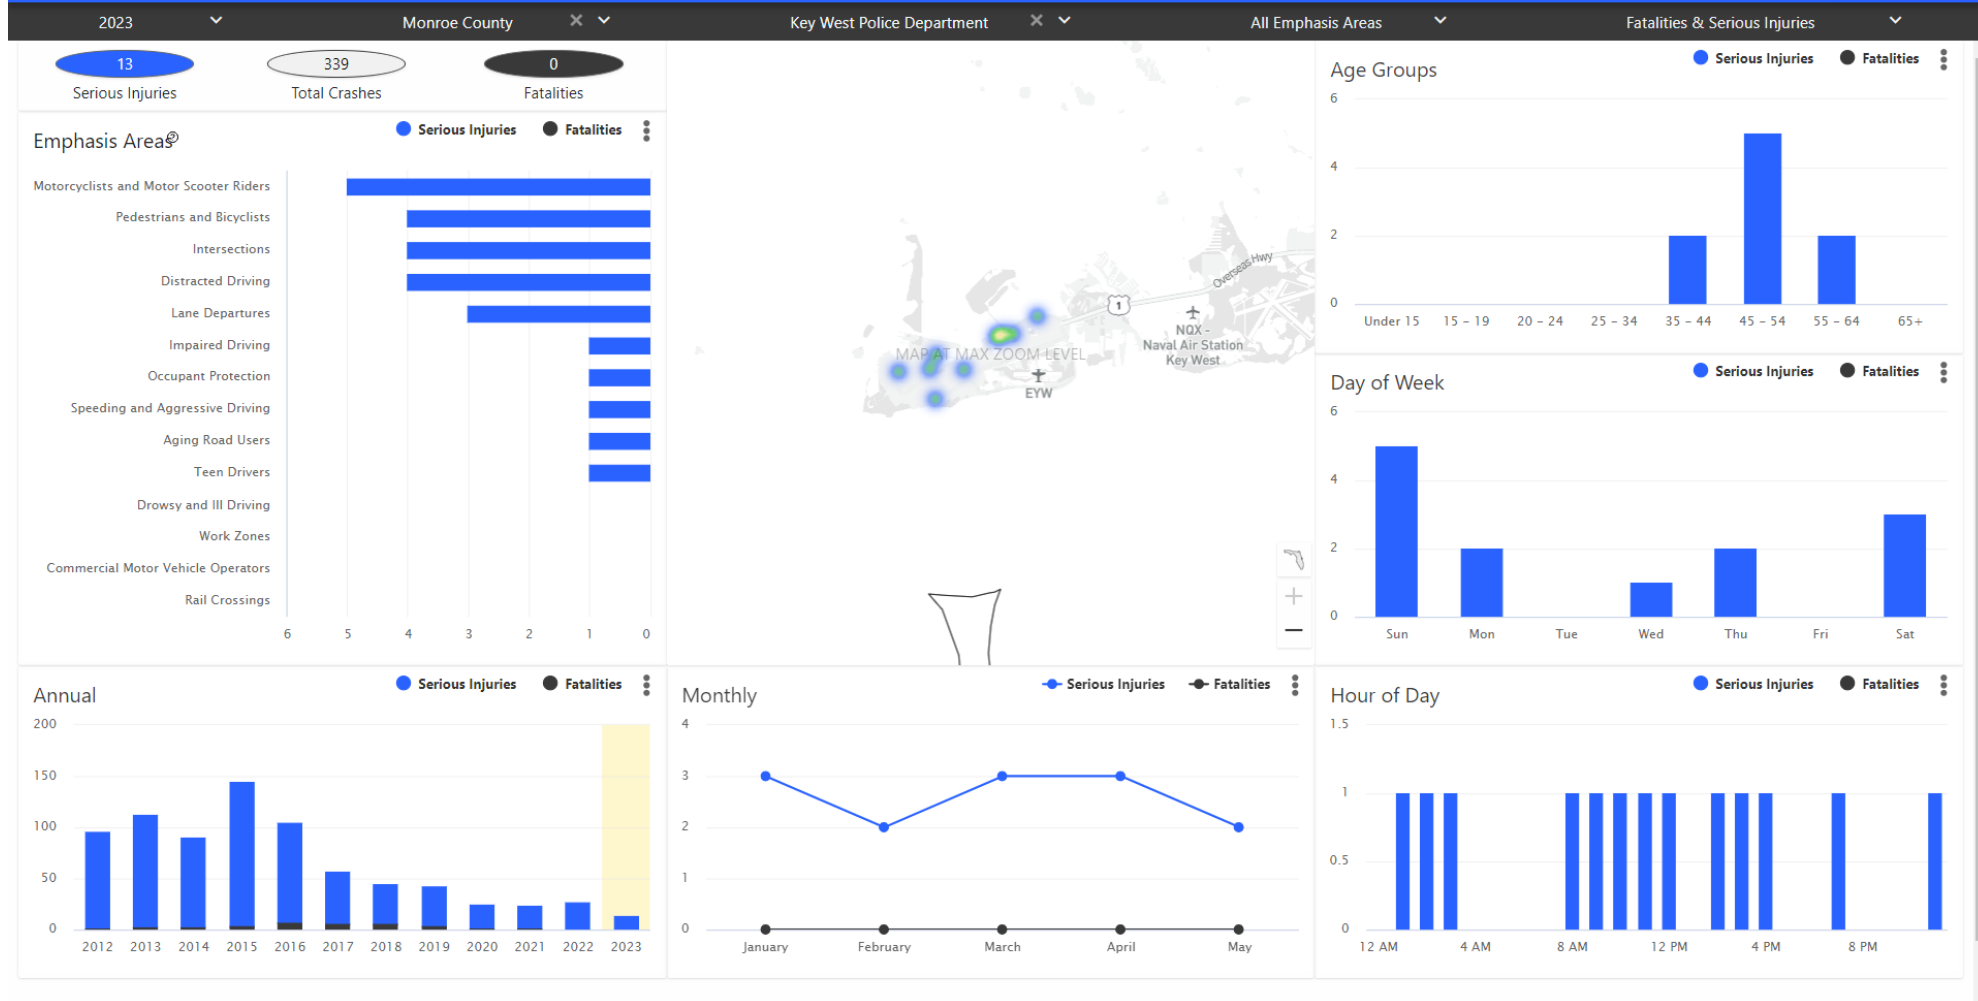 2023
Monroe County
Key West Police Department
All Emphasis Areas
Fatalities & Serious Injuries
13
339
0
Serious Injuries
Total Crashes
Fatalities
Emphasis Areas
Serious Injuries Fatalities
Motorcyclists and Motor Scooter Riders
Pedestrians and Bicyclists
Intersections
Distracted Driving
Lane Departures
Impaired Driving
Occupant Protection
Speeding and Aggressive Driving
Aging Road Users
Teen Drivers
Drowsy and Ill Driving
Work Zones
Commercial Motor Vehicle Operators
Rail Crossings
6 5 4 3 2 1 0
Overseas Hwy
1
NQX -
Naval Air Station
Key West
MAP AT MAX ZOOM LEVEL
EYW
Age Groups
Serious Injuries Fatalities
6
4
2
0
Under 15 15 - 19 20 - 24 25 - 34 35 - 44 45 - 54 55 - 64 65+
Day of Week
Serious Injuries Fatalities
6
4
2
0
Sun Mon Tue Wed Thu Fri Sat
Annual
Serious Injuries Fatalities
200
150
100
50
0
2012 2013 2014 2015 2016 2017 2018 2019 2020 2021 2022 2023
Monthly
Serious Injuries Fatalities
4
3
2
1
0
January February March April May
Hour of Day
Serious Injuries Fatalities
1.5
1
0.5
0
12 AM 4 AM 8 AM 12 PM 4 PM 8 PM